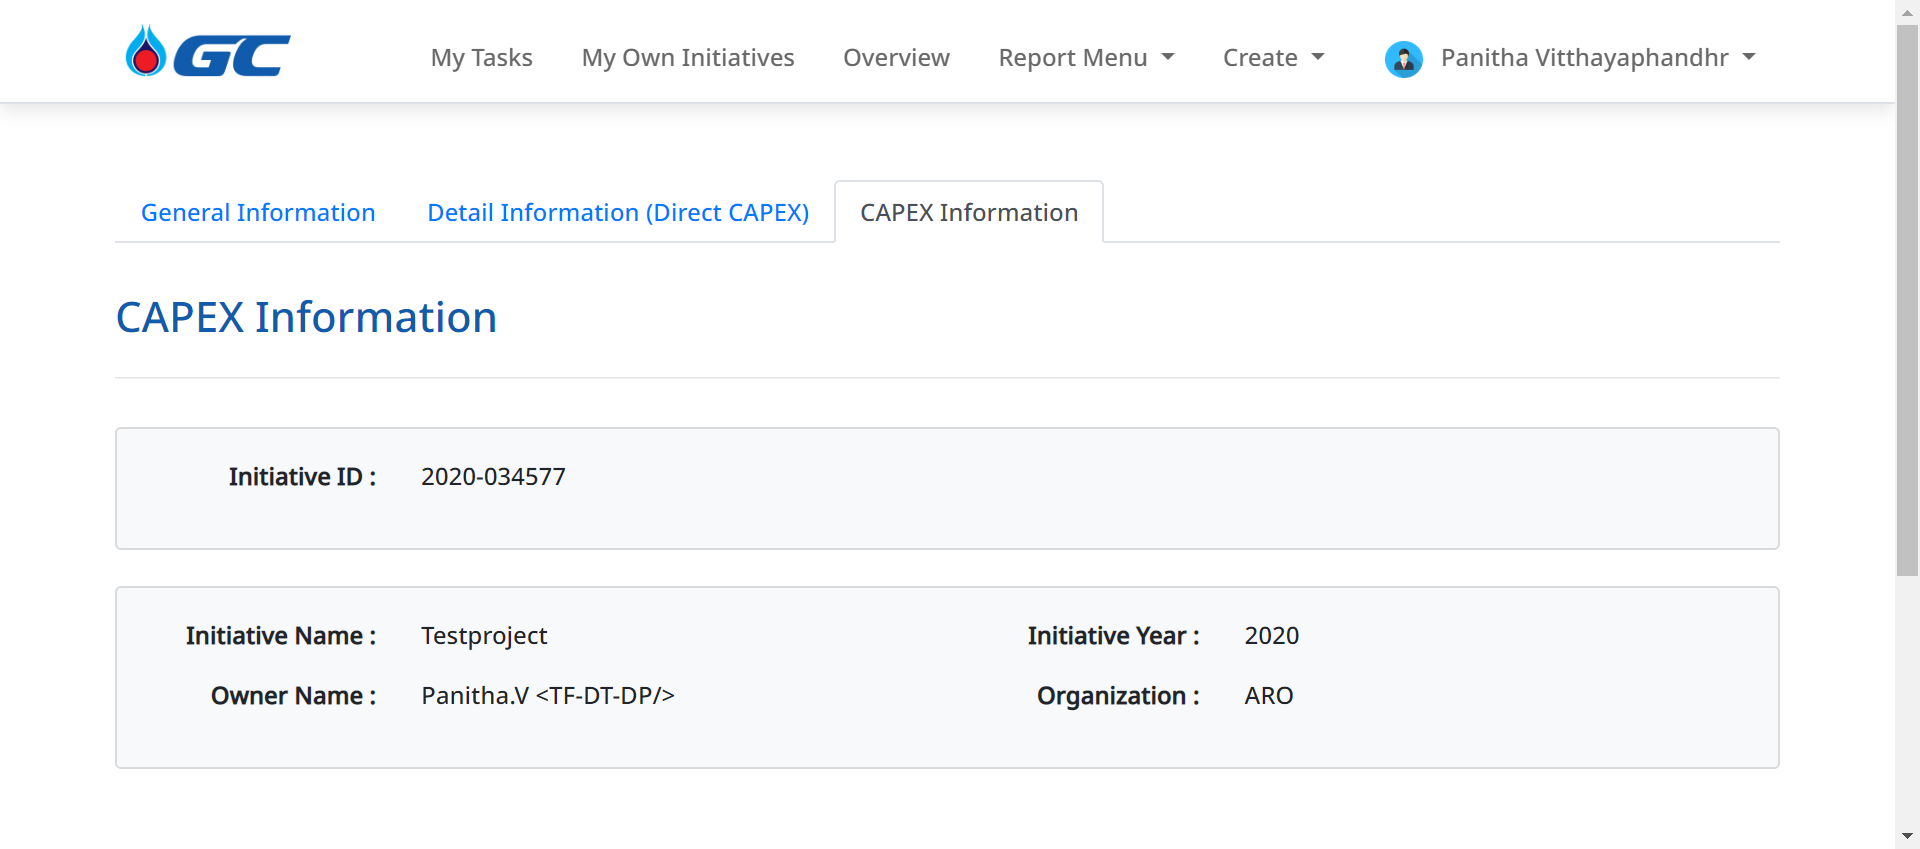 GC
My Tasks
My Own Initiatives
Overview
Report Menu
Create
Panitha Vitthayaphandhr
General Information
Detail Information (Direct CAPEX)
CAPEX Information
CAPEX Information
Initiative ID : 2020-034577
Initiative Name : Testproject
Initiative Year : 2020
Owner Name : Panitha.V <TF-DT-DP/>
Organization : ARO